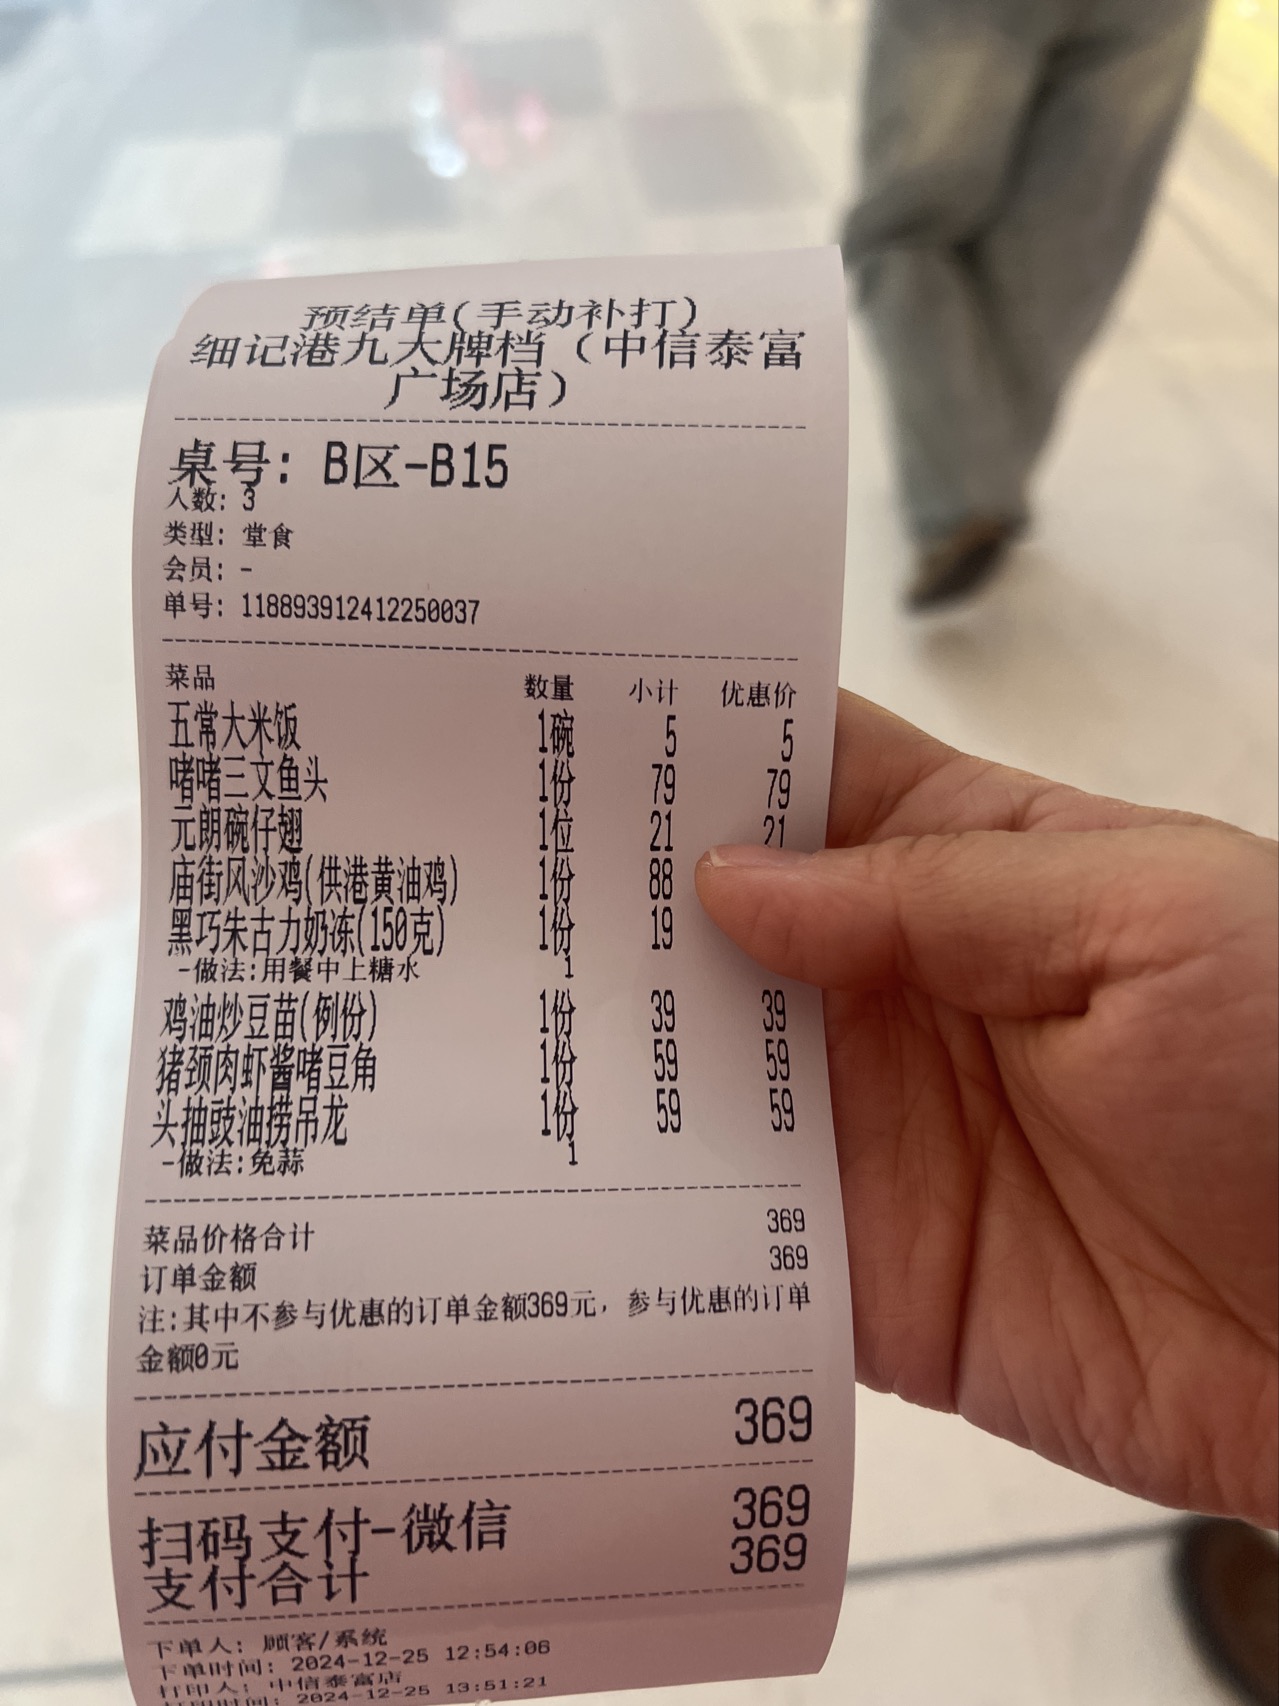 预结单(手动补打)
细记港九大牌档（中信泰富
广场店）
桌号: B区-B15
人数: 3
类型: 堂食
会员: -
单号: 118893912412250037
菜品 数量 小计 优惠价
五常大米饭 1碗 5 5
啫啫三文鱼头 1份 79 79
元朗碗仔翅 1位 21 21
庙街风沙鸡(供港黄油鸡) 1份 88
黑巧朱古力奶冻(150克) 1份 19
-做法:用餐中上糖水 1
鸡油炒豆苗(例份) 1份 39 39
猪颈肉虾酱啫豆角 1份 59 59
头抽豉油捞吊龙 1份 59 59
-做法:免蒜 1
菜品价格合计 369
订单金额 369
注:其中不参与优惠的订单金额369元，参与优惠的订单
金额0元
应付金额 369
扫码支付-微信 369
支付合计 369
下单人: 顾客/系统
下单时间: 2024-12-25 12:54:06
打印人: 中信泰富店
打印时间: 2024-12-25 13:51:21